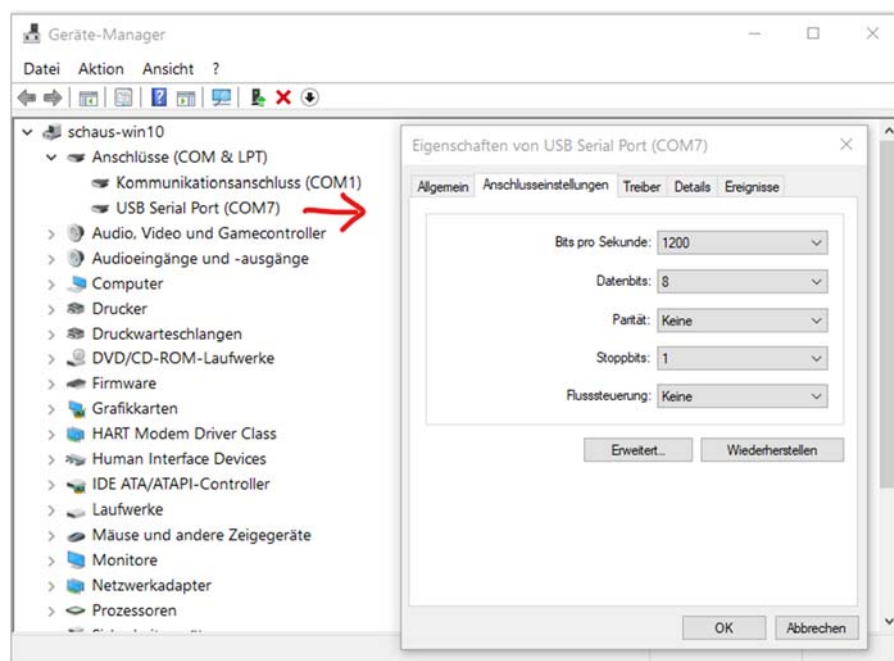 Geräte-Manager
Datei Aktion Ansicht ?
schaus-win10
Anschlüsse (COM & LPT)
Kommunikationsanschluss (COM1)
USB Serial Port (COM7)
Audio, Video und Gamecontroller
Audioeingänge und -ausgänge
Computer
Drucker
Druckwarteschlangen
DVD/CD-ROM-Laufwerke
Firmware
Grafikkarten
HART Modem Driver Class
Human Interface Devices
IDE ATA/ATAPI-Controller
Laufwerke
Mäuse und andere Zeigegeräte
Monitore
Netzwerkadapter
Prozessoren
Eigenschaften von USB Serial Port (COM7)
Allgemein Anschlusseinstellungen Treiber Details Ereignisse
Bits pro Sekunde: 1200
Datenbits: 8
Parität: Keine
Stoppbits: 1
Flusssteuerung: Keine
Erweitert... Wiederherstellen
OK Abbrechen